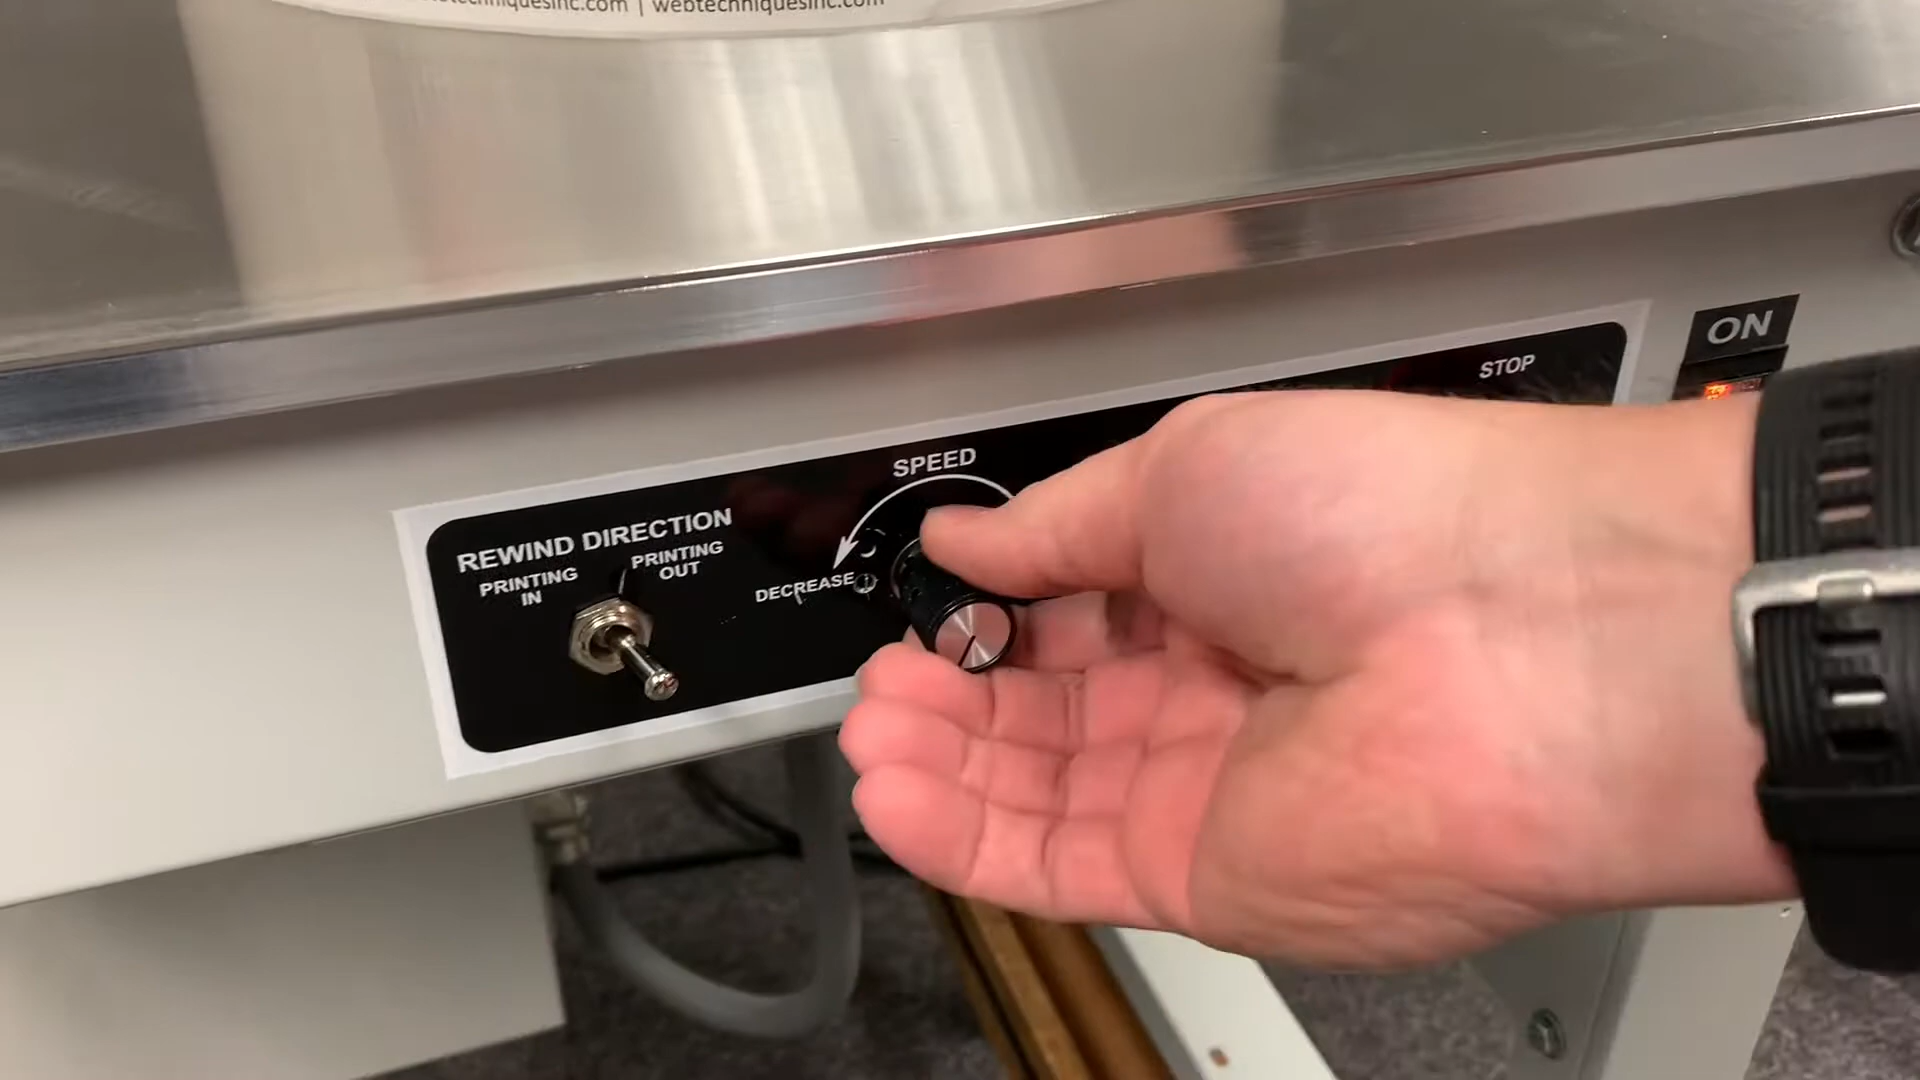 webtechniquesinc.com
ON
STOP
SPEED
REWIND DIRECTION
PRINTING
IN
PRINTING
OUT
DECREASE